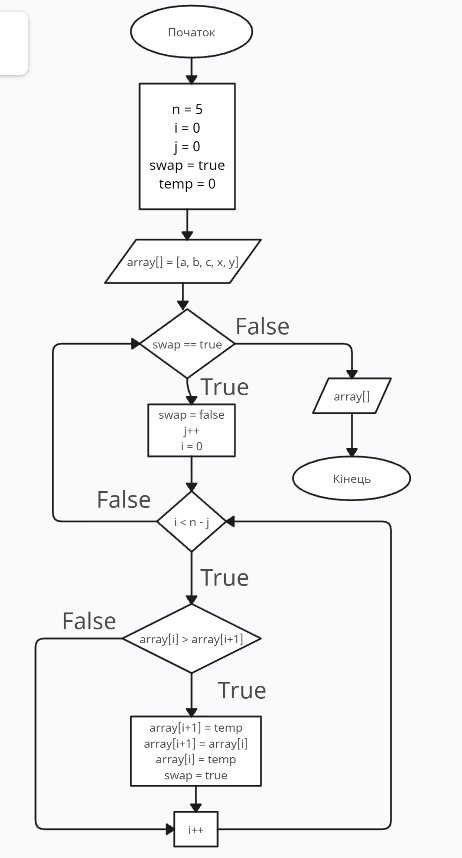 Початок
n = 5
i = 0
j = 0
swap = true
temp = 0
array[] = [a, b, c, x, y]
swap == true
False
True
array[]
swap = false
j++
i = 0
Кінець
False
i < n - j
True
False
array[i] > array[i+1]
True
array[i+1] = temp
array[i+1] = array[i]
array[i] = temp
swap = true
i++